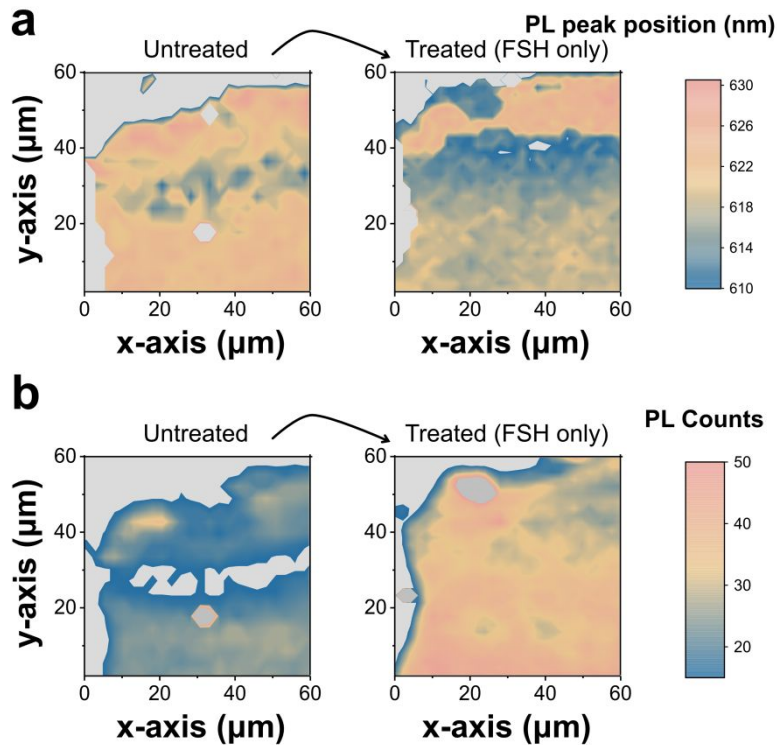 a
Untreated
Treated (FSH only)
PL peak position (nm)
60
40
20
0 20 40 60
y-axis (µm)
x-axis (µm)
60
40
20
0 20 40 60
x-axis (µm)
630
626
622
618
614
610
b
Untreated
Treated (FSH only)
PL Counts
60
40
20
0
0 20 40 60
y-axis (µm)
x-axis (µm)
60
40
20
0
0 20 40 60
x-axis (µm)
50
40
30
20